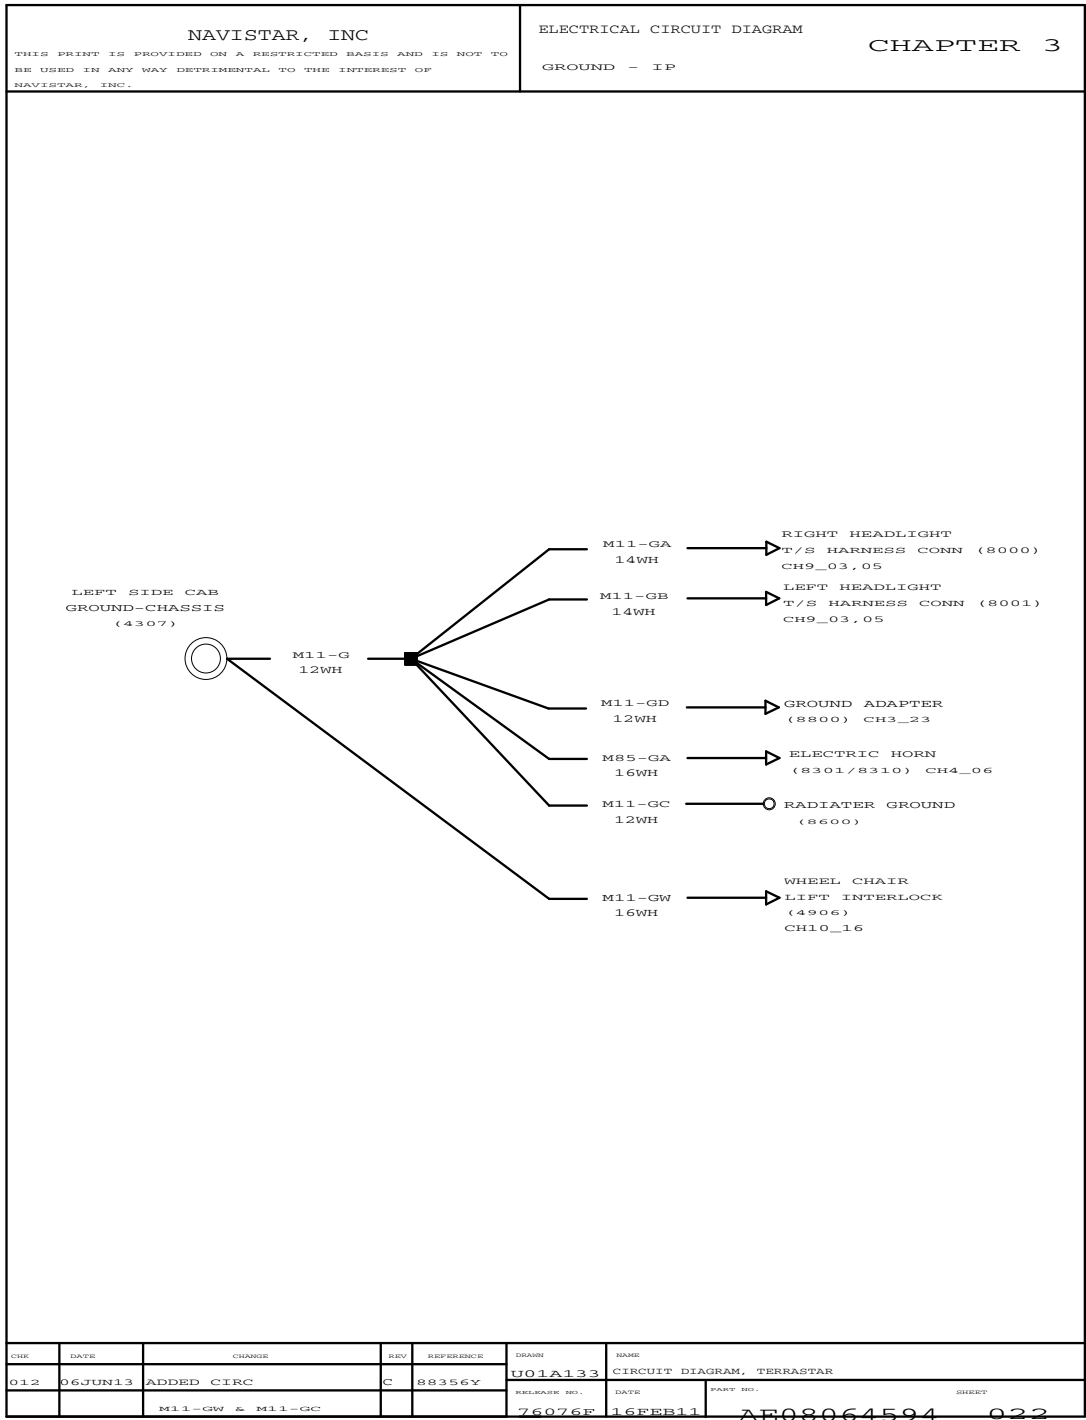 NAVISTAR, INC
THIS PRINT IS PROVIDED ON A RESTRICTED BASIS AND IS NOT TO
BE USED IN ANY WAY DETRIMENTAL TO THE INTEREST OF
NAVISTAR, INC.
ELECTRICAL CIRCUIT DIAGRAM
GROUND - IP
CHAPTER 3
LEFT SIDE CAB
GROUND-CHASSIS
(4307)
M11-G
12WH
M11-GA
14WH
RIGHT HEADLIGHT
T/S HARNESS CONN (8000)
CH9_03,05
M11-GB
14WH
LEFT HEADLIGHT
T/S HARNESS CONN (8001)
CH9_03,05
M11-GD
12WH
GROUND ADAPTER
(8800) CH3_23
M85-GA
16WH
ELECTRIC HORN
(8301/8310) CH4_06
M11-GC
12WH
RADIATER GROUND
(8600)
M11-GW
16WH
WHEEL CHAIR
LIFT INTERLOCK
(4906)
CH10_16
CHK DATE CHANGE REV REFERENCE
012 06JUN13 ADDED CIRC C 88356Y
M11-GW & M11-GC
DRAWN
U01A133
NAME
CIRCUIT DIAGRAM, TERRASTAR
RELEASE NO.
76076F
DATE
16FEB11
PART NO.
AE08064594
SHEET
022